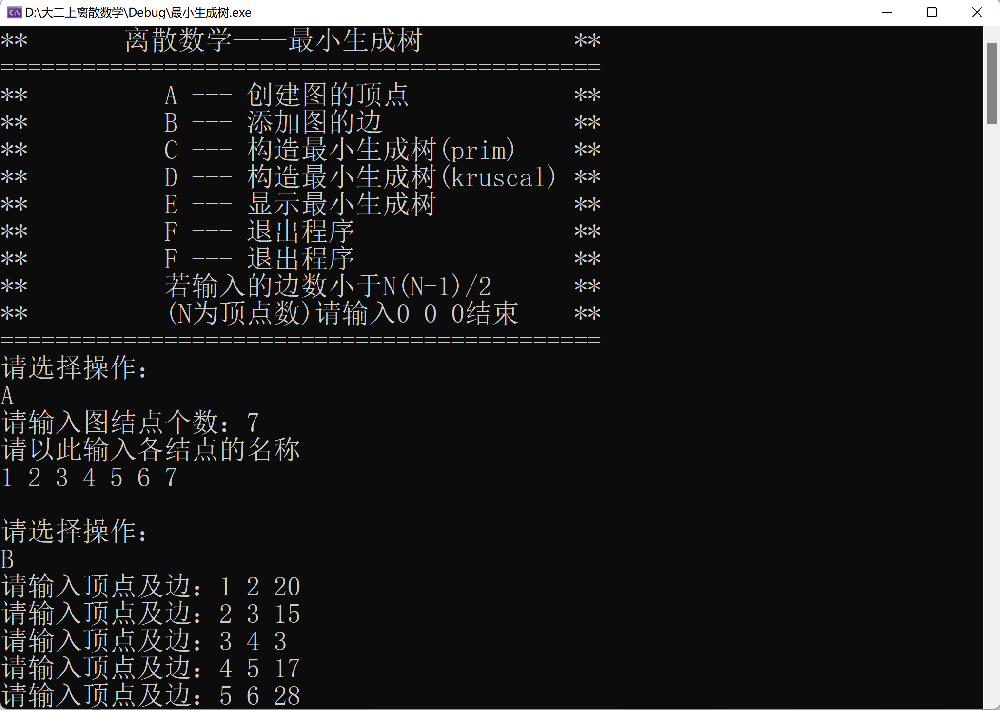 D:\大二上离散数学\Debug\最小生成树.exe
** 离散数学——最小生成树 **
============================================
** A --- 创建图的顶点 **
** B --- 添加图的边 **
** C --- 构造最小生成树(prim) **
** D --- 构造最小生成树(kruscal) **
** E --- 显示最小生成树 **
** F --- 退出程序 **
** F --- 退出程序 **
** 若输入的边数小于N(N-1)/2 **
** (N为顶点数)请输入0 0 0结束 **
============================================
请选择操作：
A
请输入图结点个数：7
请以此输入各结点的名称
1 2 3 4 5 6 7
请选择操作：
B
请输入顶点及边：1 2 20
请输入顶点及边：2 3 15
请输入顶点及边：3 4 3
请输入顶点及边：4 5 17
请输入顶点及边：5 6 28